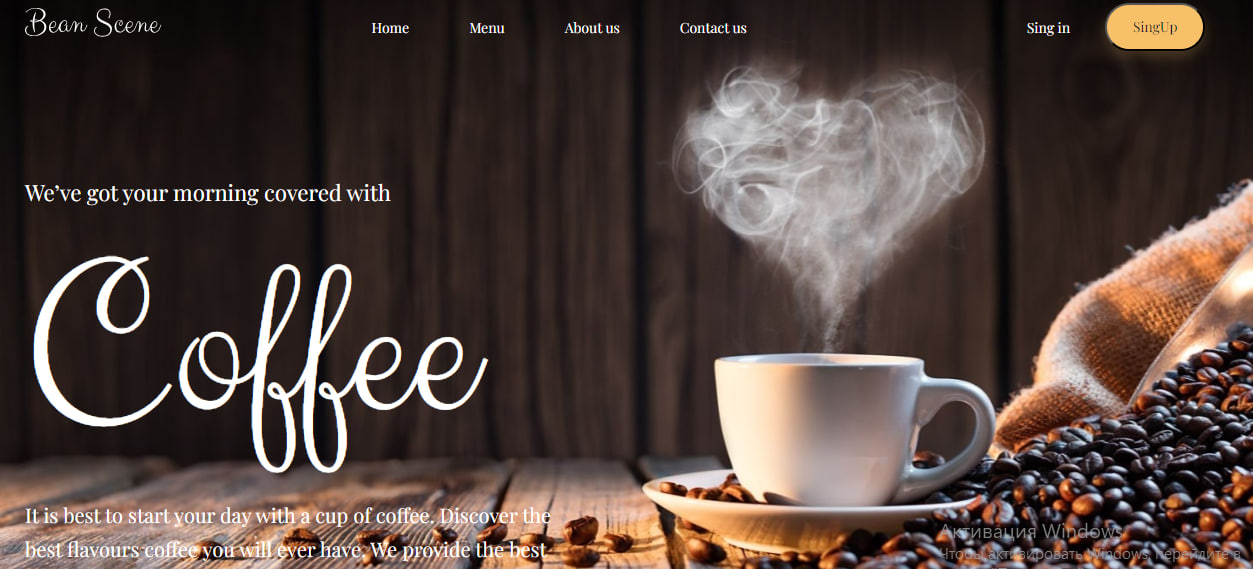 Bean Scene
Home
Menu
About us
Contact us
Sing in
SingUp
We’ve got your morning covered with
Coffee
It is best to start your day with a cup of coffee. Discover the
best flavours coffee you will ever have. We provide the best
Активация Windows
Чтобы активировать Windows, перейдите в